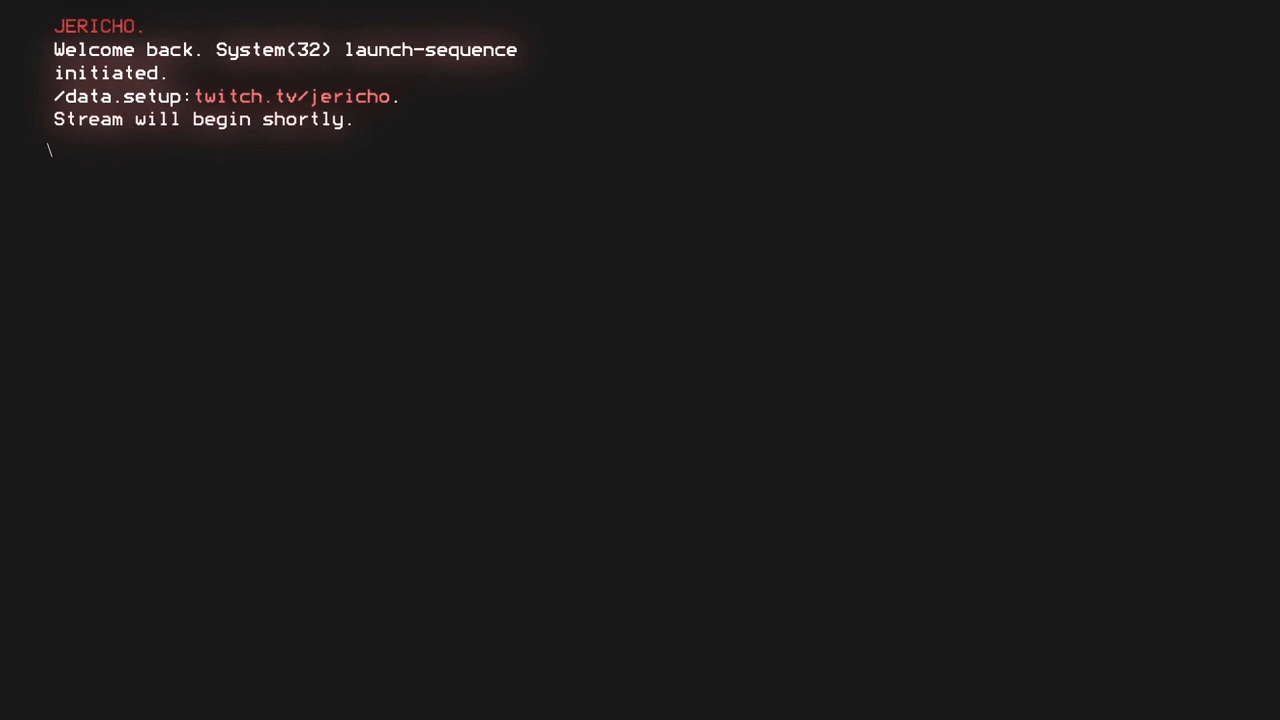 JERICHO.
Welcome back. System(32) launch-sequence
initiated.
/data.setup:twitch.tv/jericho.
Stream will begin shortly.
\